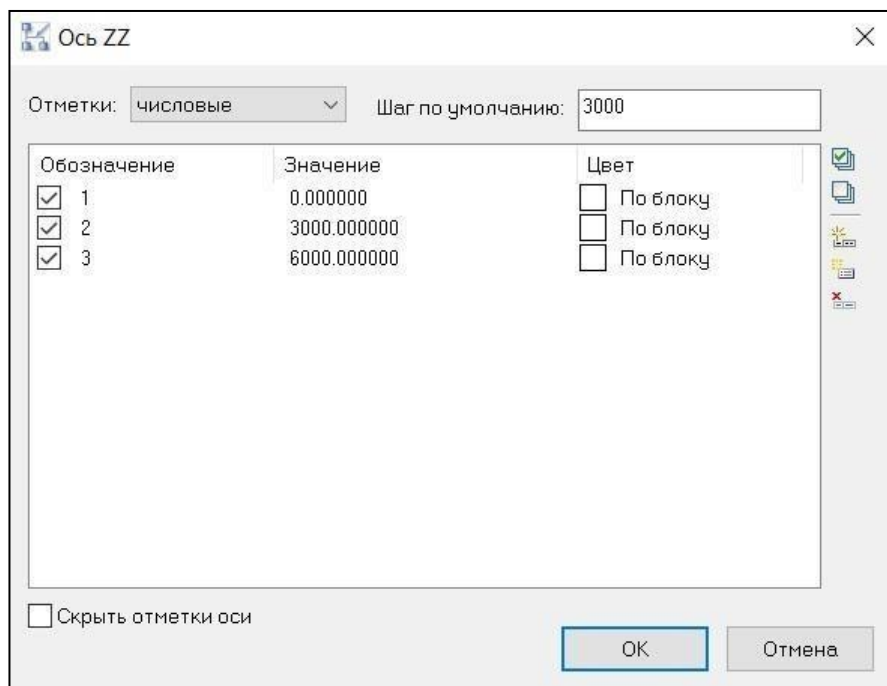 Ось ZZ
Отметки: числовые Шаг по умолчанию: 3000
Обозначение Значение Цвет
1 0.000000 По блоку
2 3000.000000 По блоку
3 6000.000000 По блоку
Скрыть отметки оси
OK Отмена